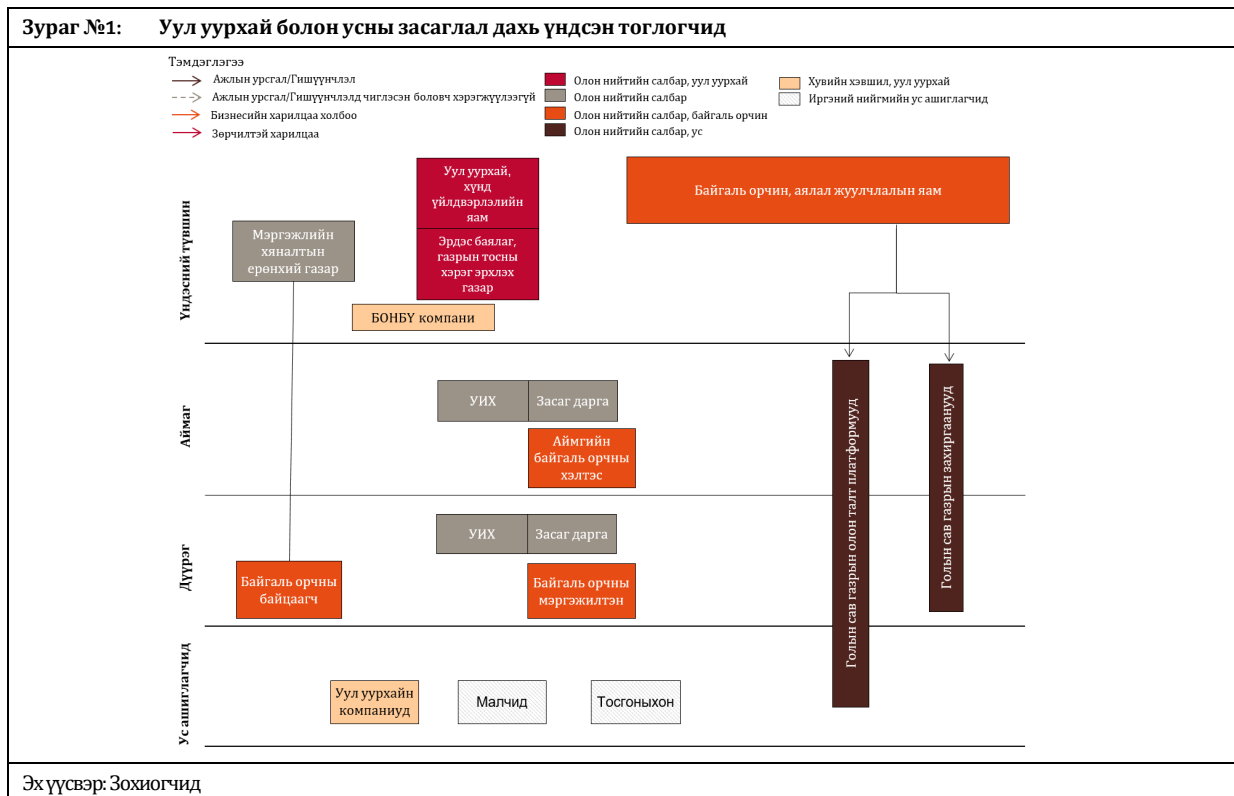 Зураг №1: Уул уурхай болон усны засаглал дахь үндсэн тоглогчид
Тэмдэглэгээ
Ажлын урсгал/Гишүүнчлэл
Ажлын урсгал/Гишүүнчлэлд чиглэсэн боловч хэрэгжүүлээгүй
Бизнесийн харилцаа холбоо
Зөрчилтэй харилцаа
Олон нийтийн салбар, уул уурхай
Олон нийтийн салбар
Олон нийтийн салбар, байгаль орчин
Олон нийтийн салбар, ус
Хувийн хэвшил, уул уурхай
Иргэний нийгмийн ус ашиглагчид
Үндэсний түвшин
Мэргэжлийн
хяналтын
ерөнхий газар
Уул уурхай,
хүнд
үйлдвэрлэлийн
яам
Эрдэс баялаг,
газрын тосны
хэрэг эрхлэх
газар
БОНБҮ компани
Байгаль орчин, аялал жуулчлалын яам
Аймаг
УИХ
Засаг дарга
Аймгийн
байгаль орчны
хэлтэс
Голын сав газрын олон талт платформууд
Голын сав газрын захиргаанууд
Дүүрэг
УИХ
Засаг дарга
Байгаль орчны
байцаагч
Байгаль орчны
мэргэжилтэн
Ус ашиглагчид
Уул уурхайн
компаниуд
Малчид
Тосгоныхон
Эх үүсвэр: Зохиогчид